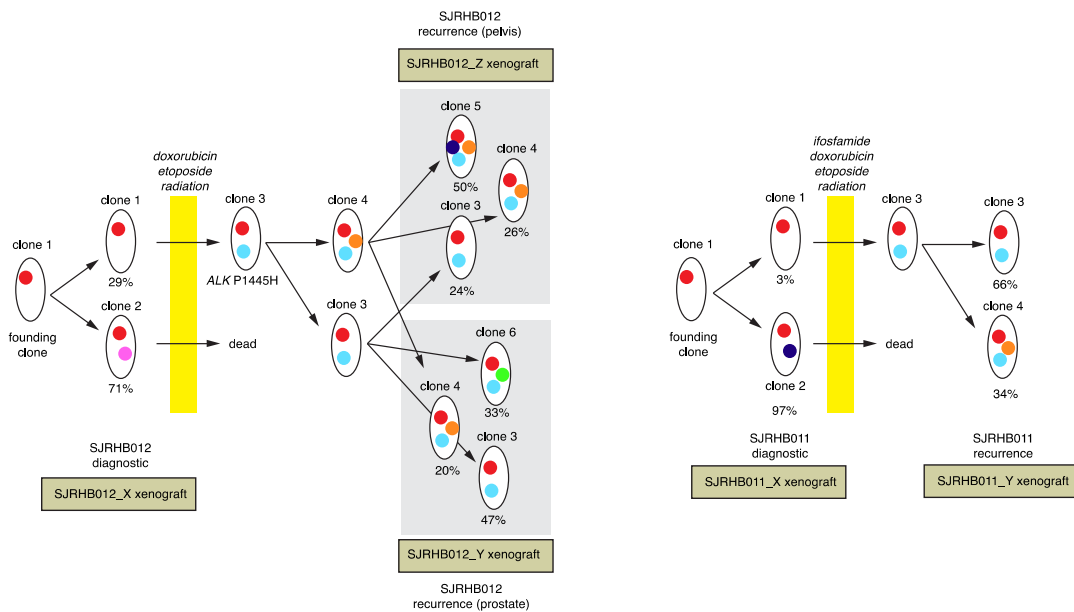 SJRHB012
recurrence (pelvis)
SJRHB012_Z xenograft
clone 5
50%
clone 4
26%
clone 3
24%
doxorubicin
etoposide
radiation
clone 1
founding
clone
clone 1
29%
clone 2
71%
clone 3
ALK P1445H
dead
clone 4
clone 3
clone 6
33%
clone 4
20%
clone 3
47%
SJRHB012
diagnostic
SJRHB012_X xenograft
SJRHB012_Y xenograft
SJRHB012
recurrence (prostate)
ifosfamide
doxorubicin
etoposide
radiation
clone 1
founding
clone
clone 1
3%
clone 2
97%
clone 3
dead
clone 3
66%
clone 4
34%
SJRHB011
diagnostic
SJRHB011_X xenograft
SJRHB011
recurrence
SJRHB011_Y xenograft